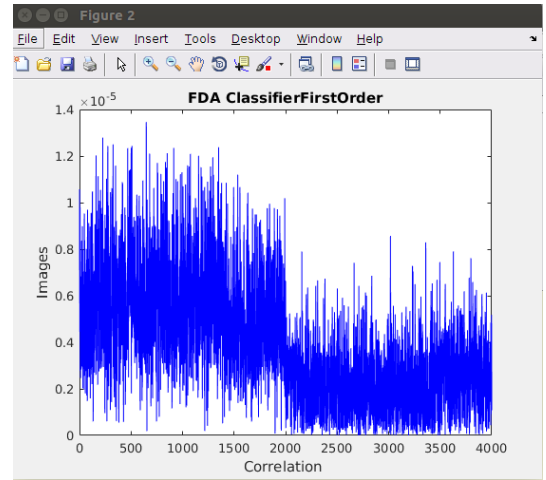 Figure 2
File Edit View Insert Tools Desktop Window Help
×10⁻⁵
FDA ClassifierFirstOrder
1.4
1.2
1
0.8
0.6
0.4
0.2
0
Images
0 500 1000 1500 2000 2500 3000 3500 4000
Correlation